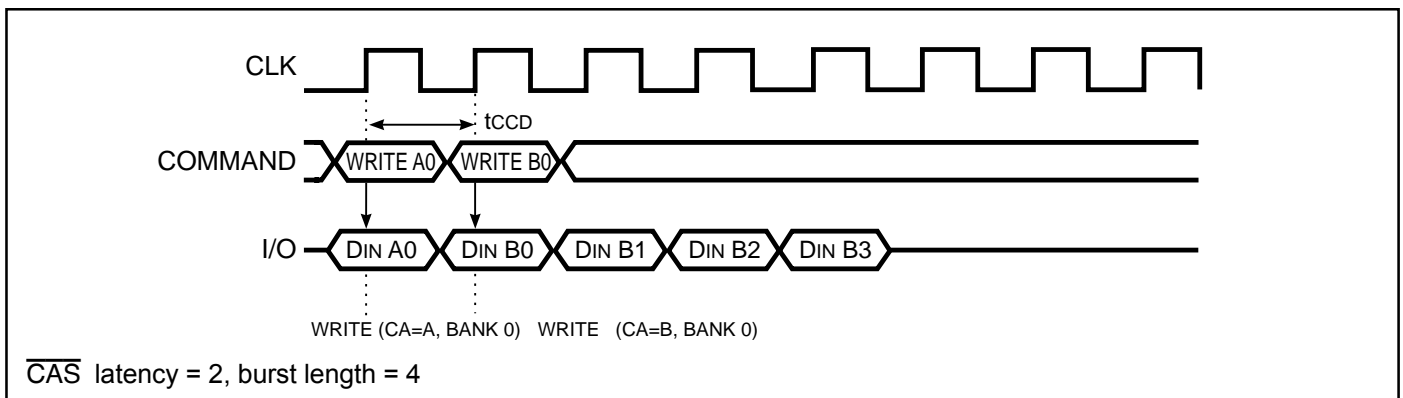 CLK
tCCD
COMMAND WRITE A0 WRITE B0
I/O DIN A0 DIN B0 DIN B1 DIN B2 DIN B3
WRITE (CA=A, BANK 0) WRITE (CA=B, BANK 0)
CAS latency = 2, burst length = 4